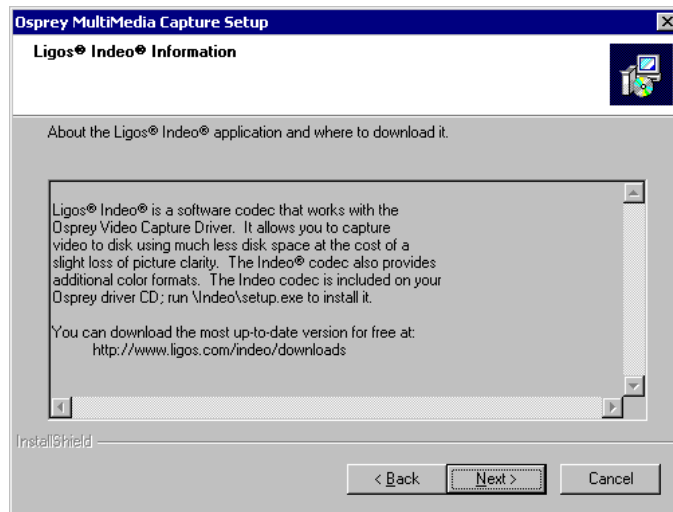 Osprey MultiMedia Capture Setup
Ligos® Indeo® Information
About the Ligos® Indeo® application and where to download it.
Ligos® Indeo® is a software codec that works with the
Osprey Video Capture Driver.  It allows you to capture
video to disk using much less disk space at the cost of a
slight loss of picture clarity.  The Indeo® codec also provides
additional color formats.  The Indeo codec is included on your
Osprey driver CD; run \Indeo\setup.exe to install it.
You can download the most up-to-date version for free at:
http://www.ligos.com/indeo/downloads
InstallShield
< Back
Next >
Cancel